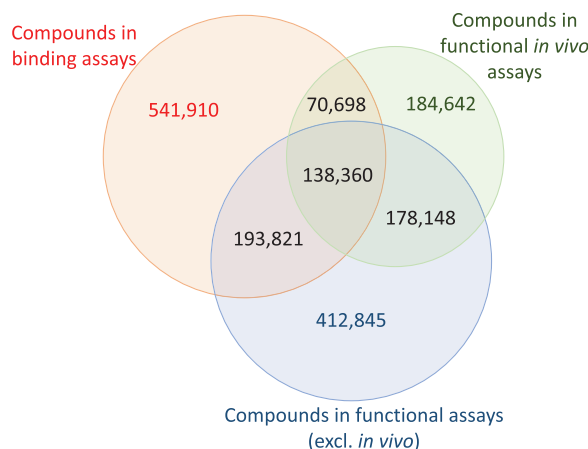 Compounds in
binding assays
Compounds in
functional in vivo
assays
541,910
70,698
184,642
138,360
193,821
178,148
412,845
Compounds in functional assays
(excl. in vivo)